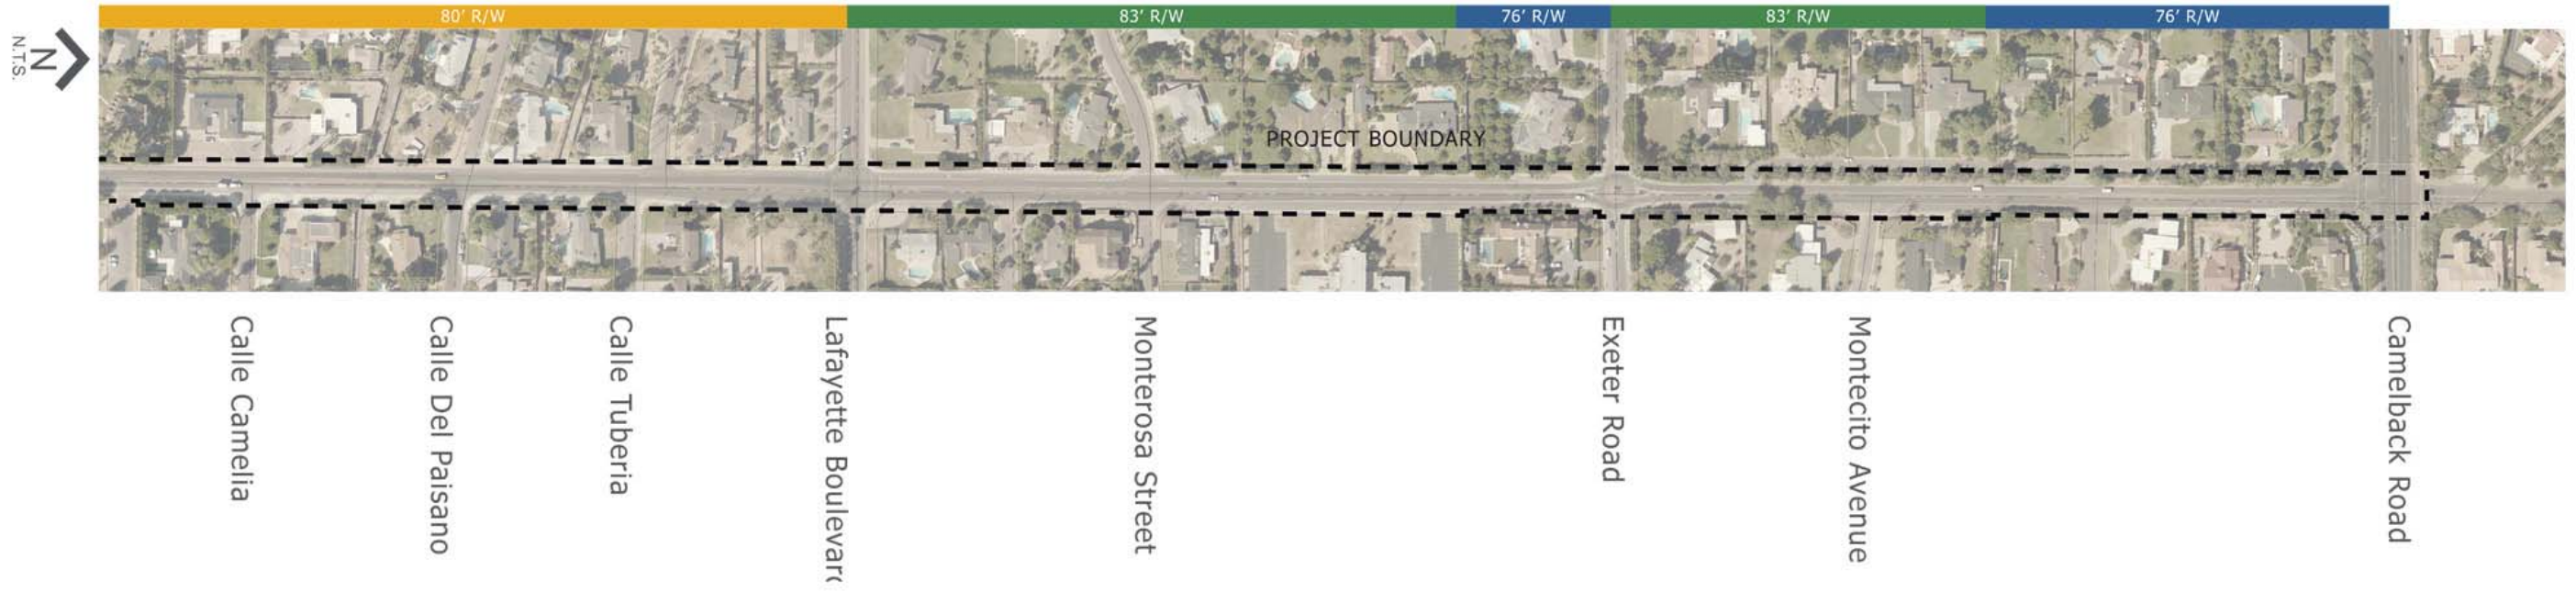 80' R/W
83' R/W
76' R/W
83' R/W
76' R/W
N
N.T.S.
PROJECT BOUNDARY
Calle Camelia
Calle Del Paisano
Calle Tuberia
Lafayette Boulevard
Monterosa Street
Exeter Road
Montecito Avenue
Camelback Road